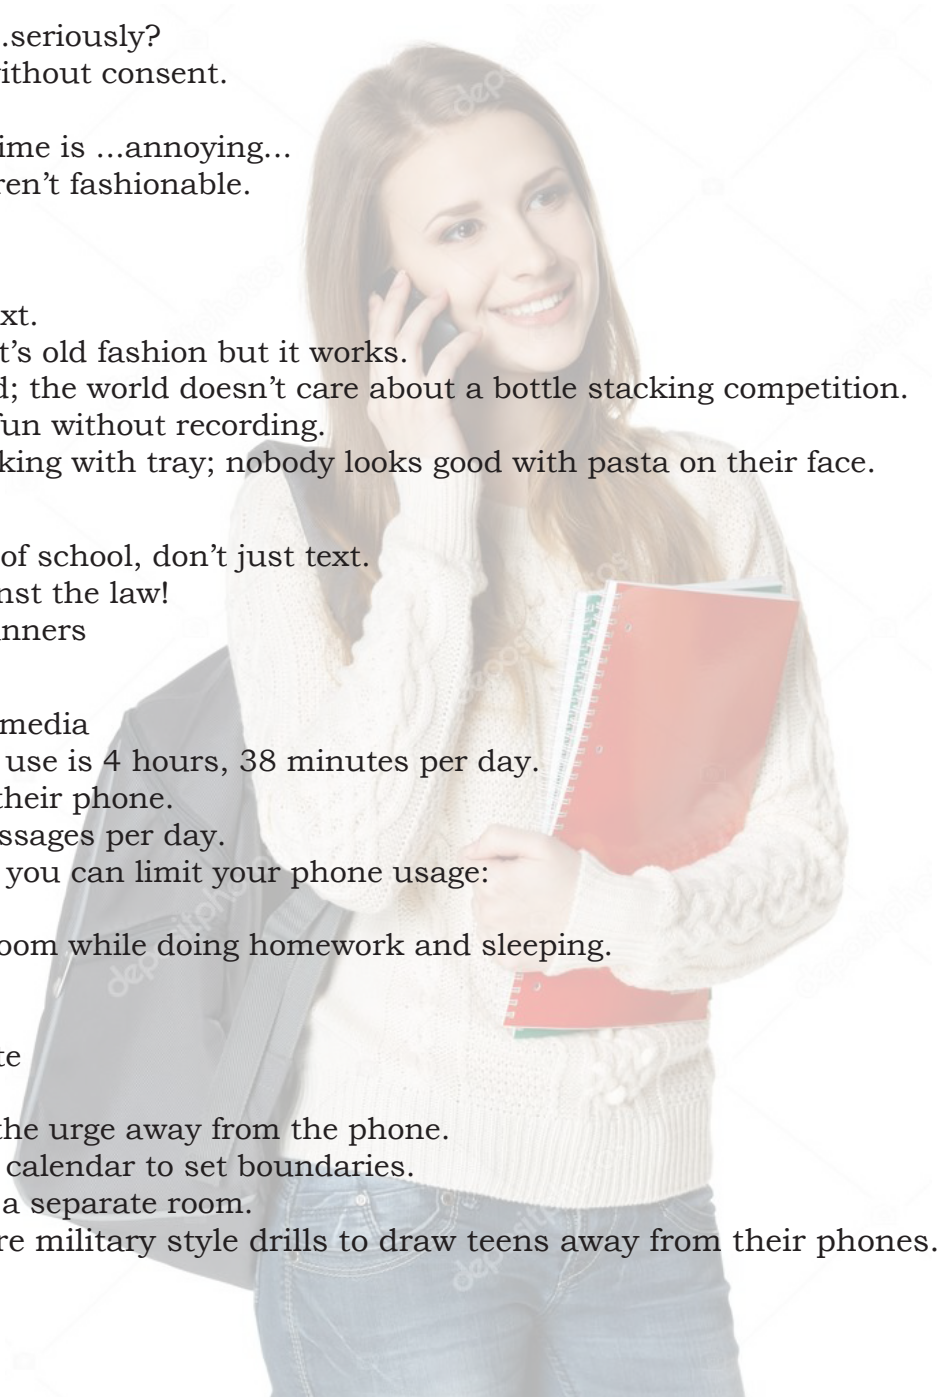 .seriously?
ithout consent.
ime is ...annoying...
ren't fashionable.
xt.
t's old fashion but it works.
d; the world doesn't care about a bottle stacking competition.
fun without recording.
king with tray; nobody looks good with pasta on their face.
of school, don't just text.
nst the law!
nners
media
use is 4 hours, 38 minutes per day.
their phone.
ssages per day.
you can limit your phone usage:
oom while doing homework and sleeping.
te
the urge away from the phone.
calendar to set boundaries.
a separate room.
re military style drills to draw teens away from their phones.